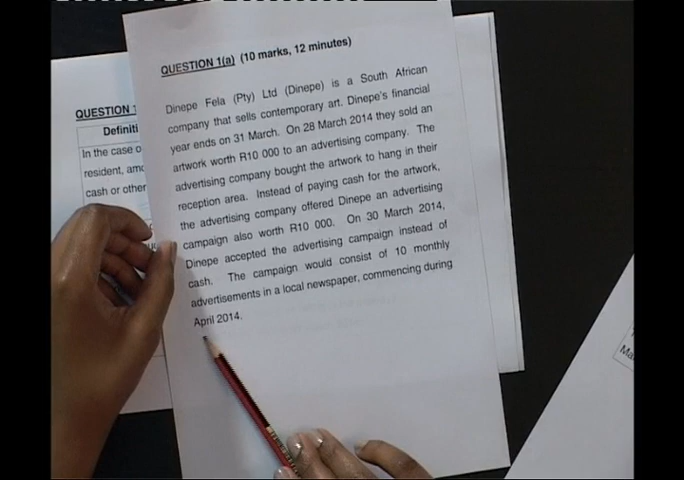 QUESTION 1(a) (10 marks, 12 minutes)
Dinepe Fela (Pty) Ltd (Dinepe) is a South African
company that sells contemporary art. Dinepe's financial
year ends on 31 March. On 28 March 2014 they sold an
artwork worth R10 000 to an advertising company. The
advertising company bought the artwork to hang in their
reception area. Instead of paying cash for the artwork,
the advertising company offered Dinepe an advertising
campaign also worth R10 000. On 30 March 2014,
Dinepe accepted the advertising campaign instead of
cash. The campaign would consist of 10 monthly
advertisements in a local newspaper, commencing during
April 2014.
QUESTION 1
Definiti
In the case o
resident, amo
cash or other
Ma